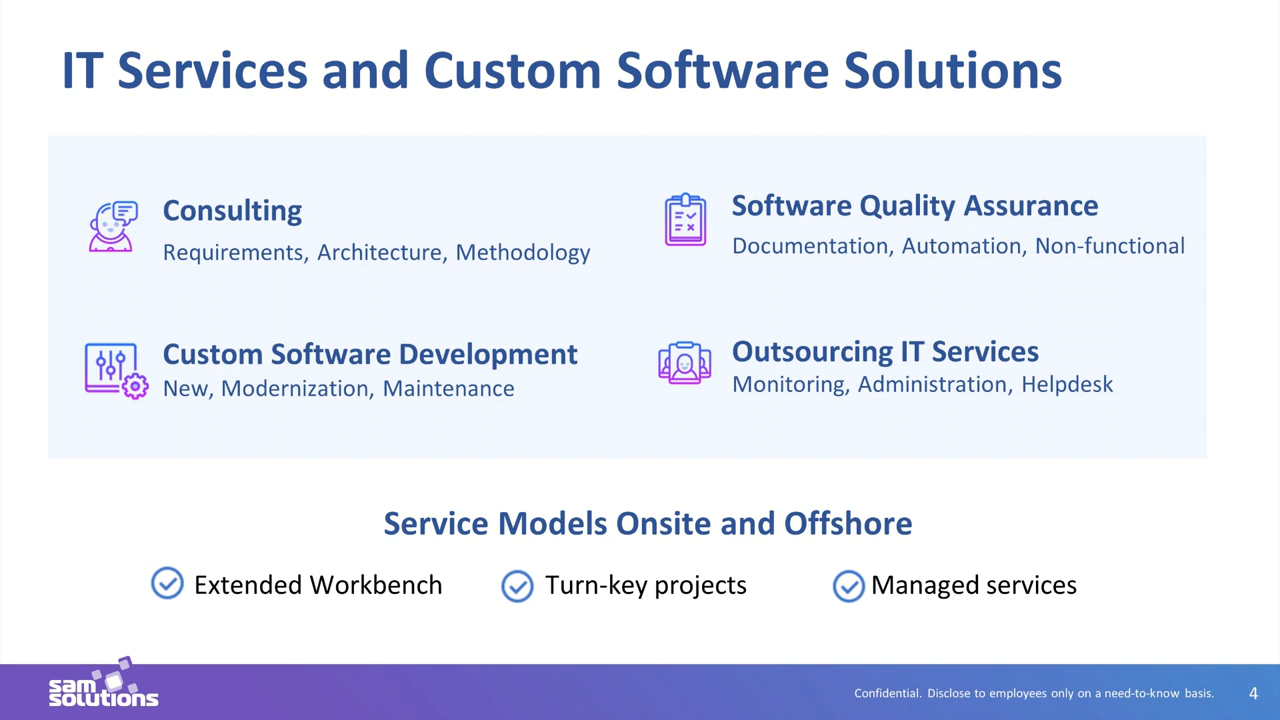 IT Services and Custom Software Solutions
Consulting
Requirements, Architecture, Methodology
Software Quality Assurance
Documentation, Automation, Non-functional
Custom Software Development
New, Modernization, Maintenance
Outsourcing IT Services
Monitoring, Administration, Helpdesk
Service Models Onsite and Offshore
Extended Workbench
Turn-key projects
Managed services
sam
solutions
Confidential. Disclose to employees only on a need-to-know basis.
4